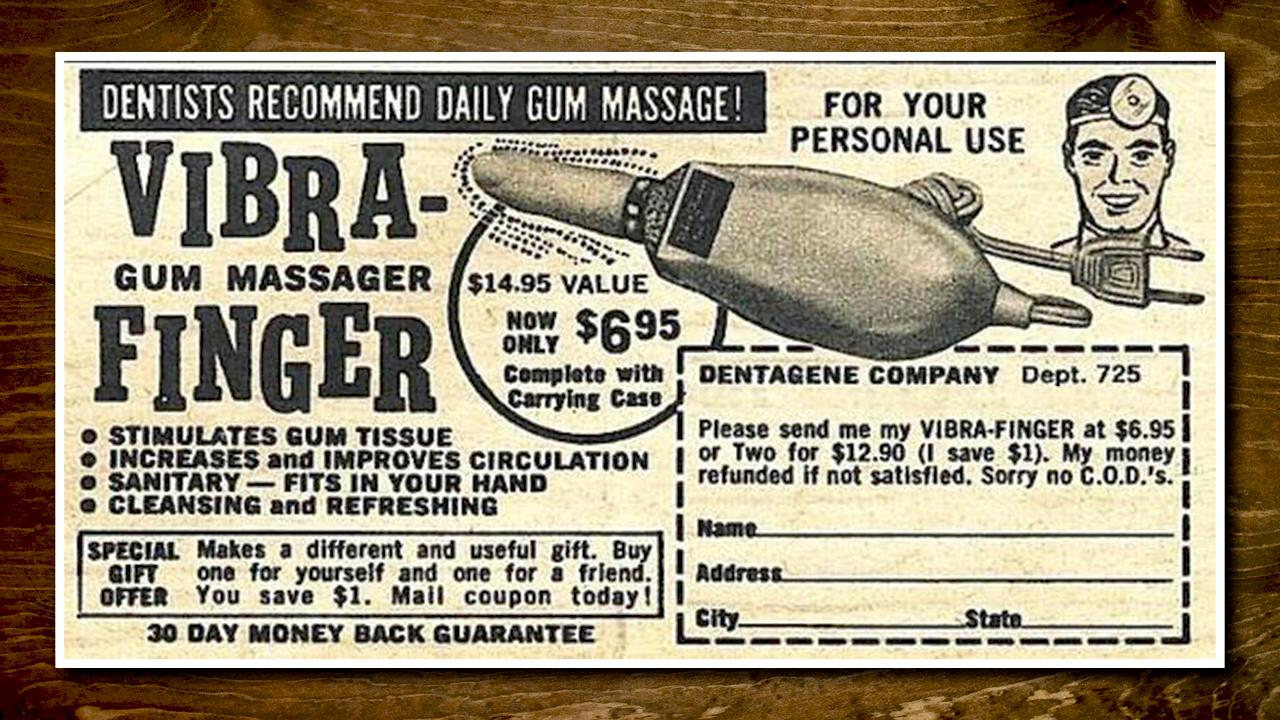 DENTISTS RECOMMEND DAILY GUM MASSAGE!
FOR YOUR
PERSONAL USE
VIBRA-
GUM MASSAGER
FINGER
$14.95 VALUE
NOW
ONLY $6 95
Complete with
Carrying Case
• STIMULATES GUM TISSUE
• INCREASES and IMPROVES CIRCULATION
• SANITARY — FITS IN YOUR HAND
• CLEANSING and REFRESHING
SPECIAL
GIFT
OFFER
Makes a different and useful gift. Buy
one for yourself and one for a friend.
You save $1. Mail coupon today!
30 DAY MONEY BACK GUARANTEE
DENTAGENE COMPANY Dept. 725
Please send me my VIBRA-FINGER at $6.95
or Two for $12.90 (I save $1). My money
refunded if not satisfied. Sorry no C.O.D.'s.
Name
Address
City State